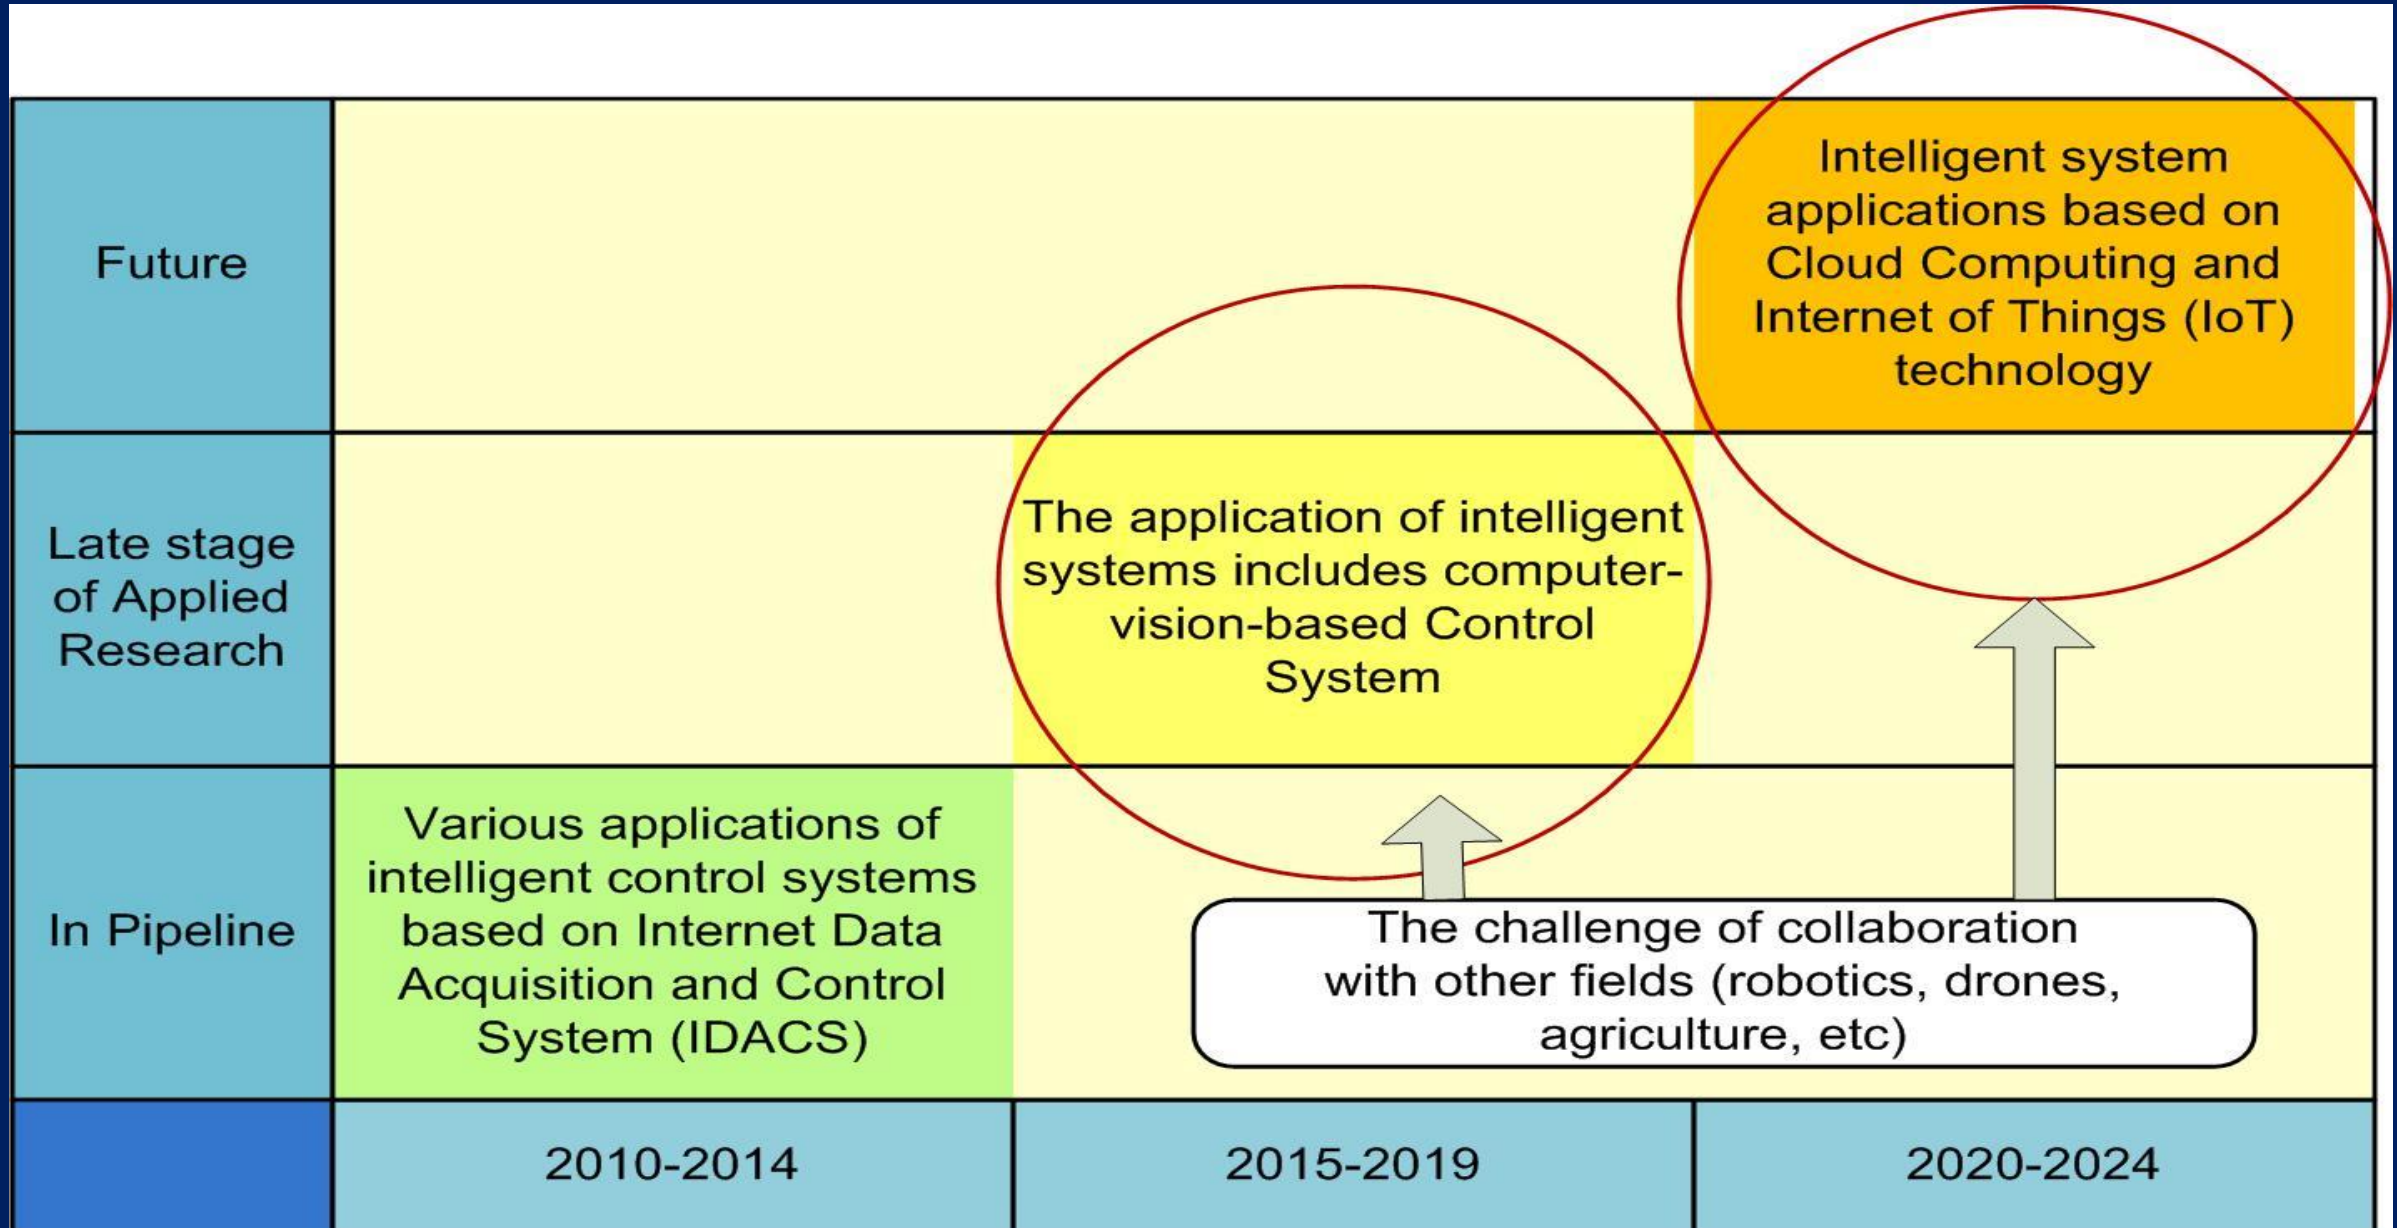 Future
Intelligent system
applications based on
Cloud Computing and
Internet of Things (IoT)
technology
Late stage
of Applied
Research
The application of intelligent
systems includes computer-
vision-based Control
System
In Pipeline
Various applications of
intelligent control systems
based on Internet Data
Acquisition and Control
System (IDACS)
The challenge of collaboration
with other fields (robotics, drones,
agriculture, etc)
2010-2014
2015-2019
2020-2024